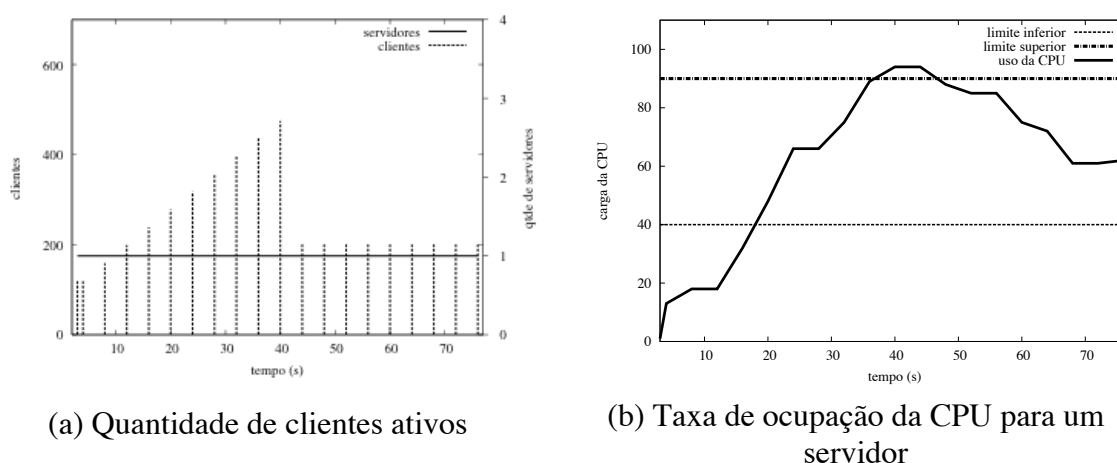 600
400
200
0
clientes
10 20 30 40 50 60 70
tempo (s)
4
3
2
1
0
qtde de servidores
servidores
clientes
(a) Quantidade de clientes ativos
100
80
60
40
20
0
carga da CPU
10 20 30 40 50 60 70
tempo (s)
limite inferior
limite superior
uso da CPU
(b) Taxa de ocupação da CPU para um
servidor